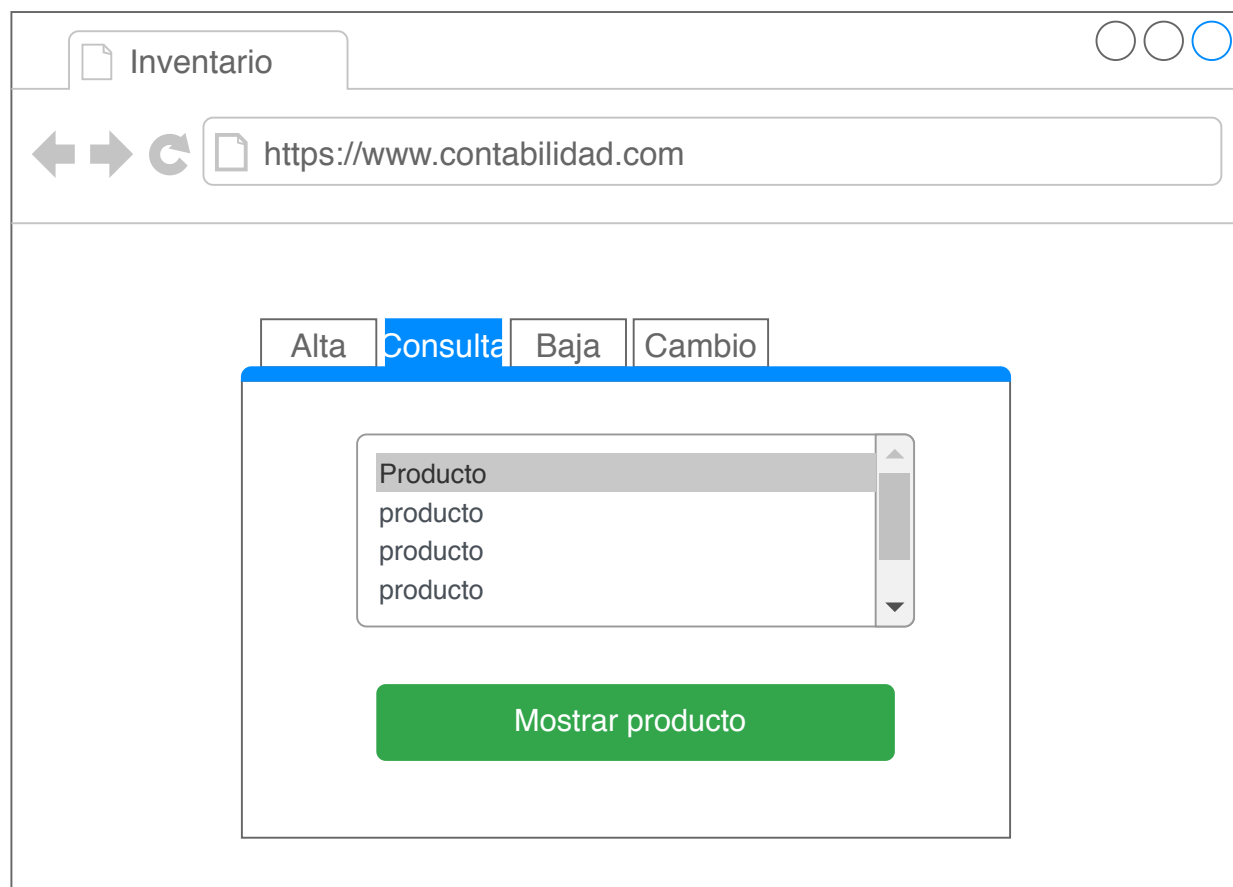 Inventario
https://www.contabilidad.com
Alta Consulta Baja Cambio
Producto
producto
producto
producto
Mostrar producto